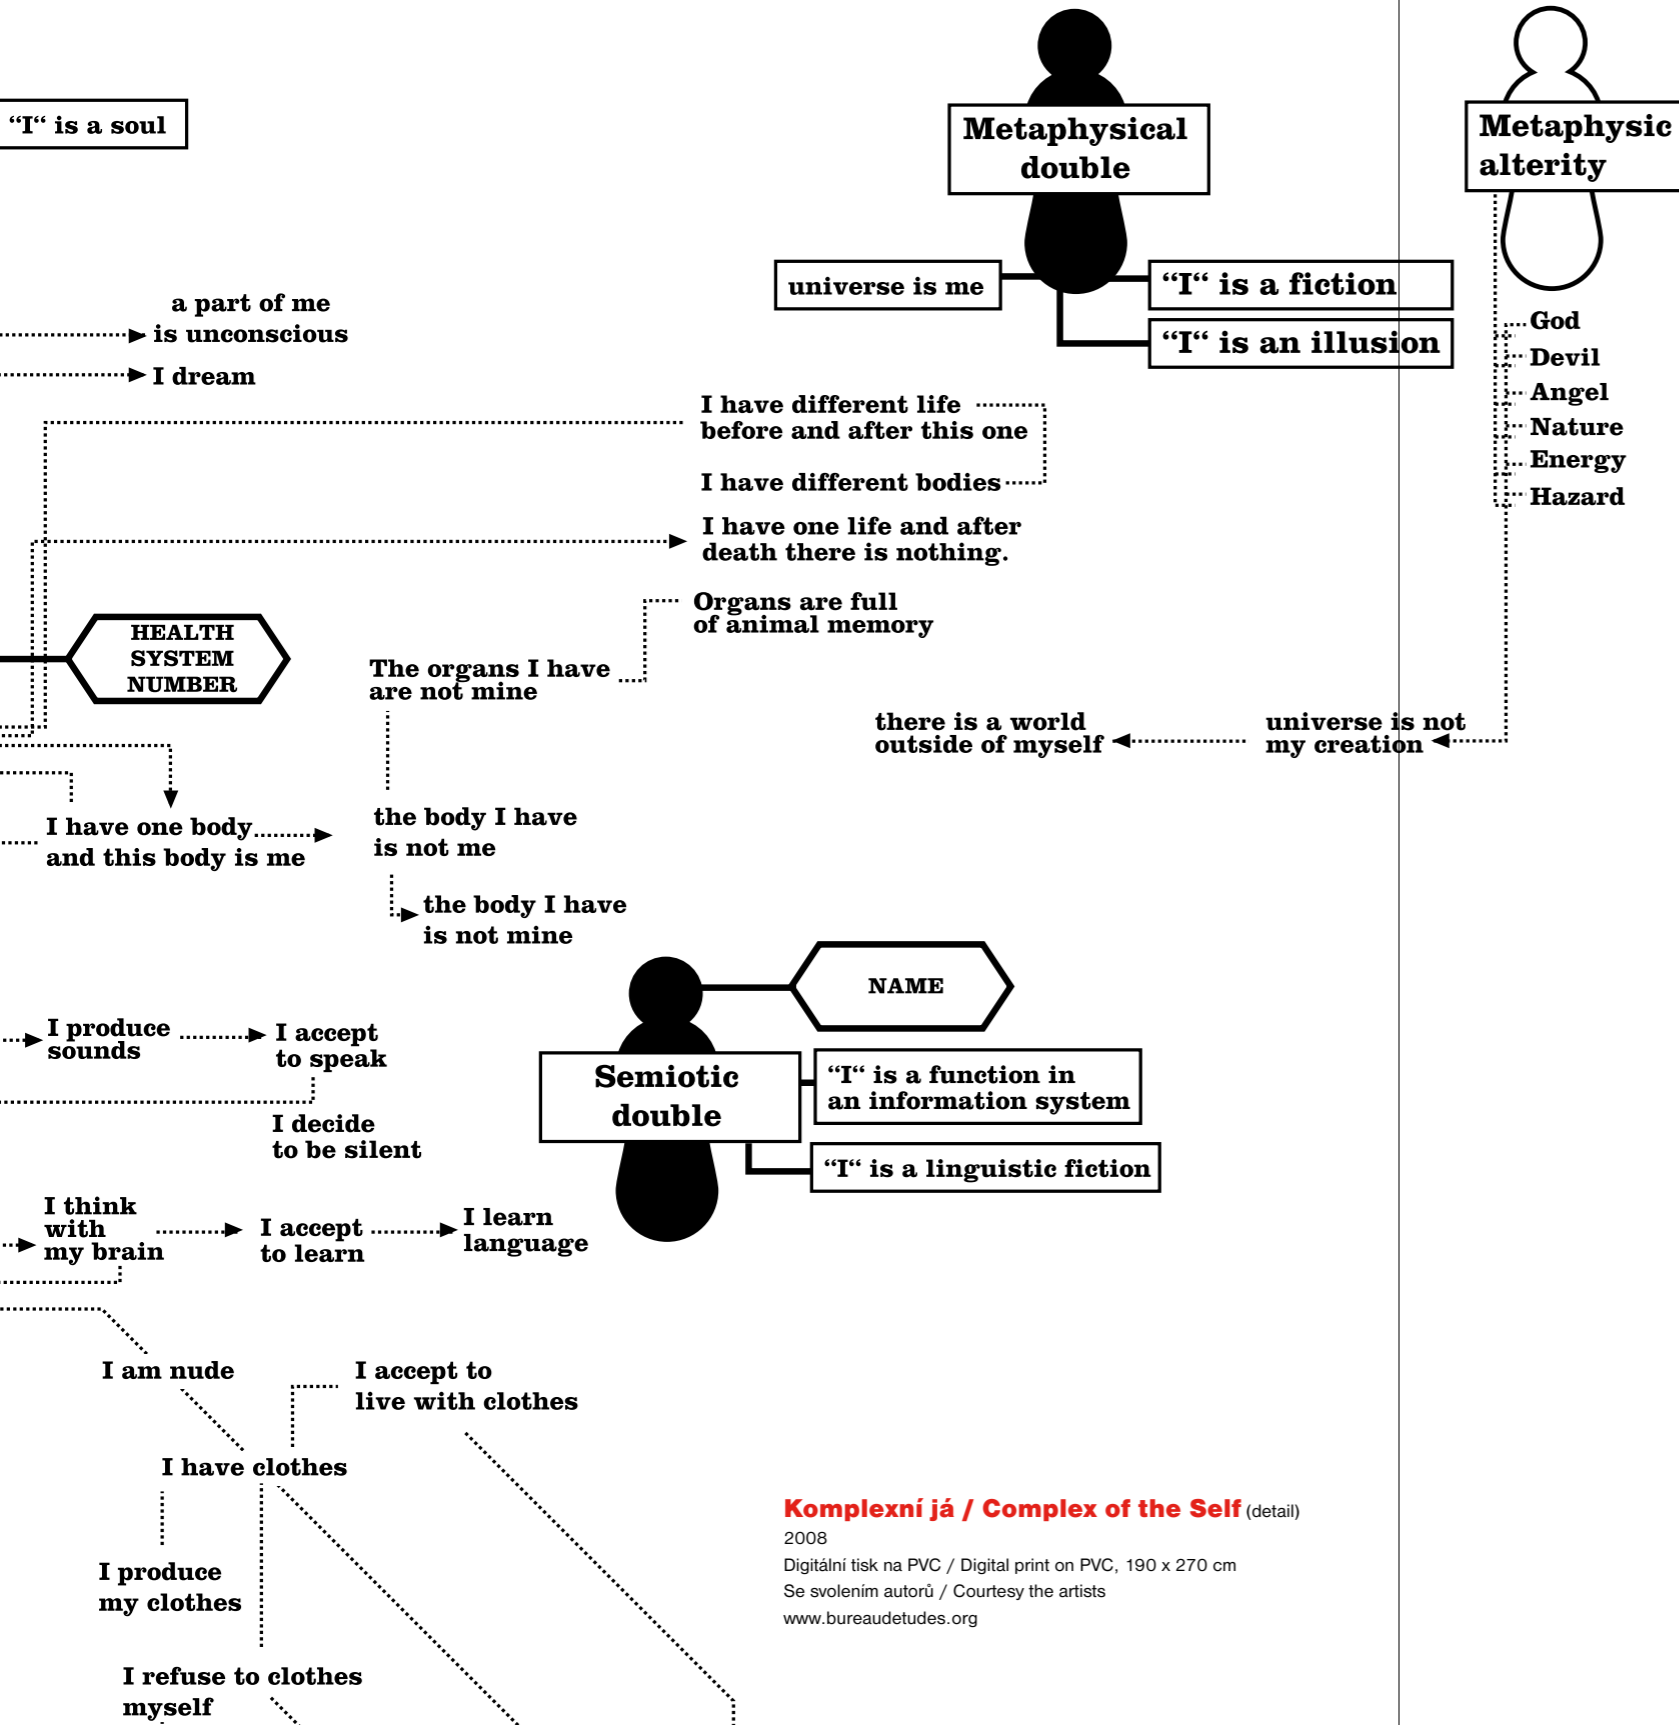 “I“ is a soul
Metaphysical
double
Metaphysic
alterity
universe is me
“I“ is a fiction
“I“ is an illusion
God
Devil
Angel
Nature
Energy
Hazard
a part of me
is unconscious
I dream
I have different life
before and after this one
I have different bodies
I have one life and after
death there is nothing.
Organs are full
of animal memory
HEALTH
SYSTEM
NUMBER
The organs I have
are not mine
there is a world
outside of myself
universe is not
my creation
I have one body
and this body is me
the body I have
is not me
the body I have
is not mine
NAME
I produce
sounds
I accept
to speak
I decide
to be silent
Semiotic
double
“I“ is a function in
an information system
“I“ is a linguistic fiction
I think
with
my brain
I accept
to learn
I learn
language
I am nude
I accept to
live with clothes
I have clothes
I produce
my clothes
I refuse to clothes
myself
Komplexní já / Complex of the Self (detail)
2008
Digitální tisk na PVC / Digital print on PVC, 190 x 270 cm
Se svolením autorů / Courtesy the artists
www.bureaudetudes.org